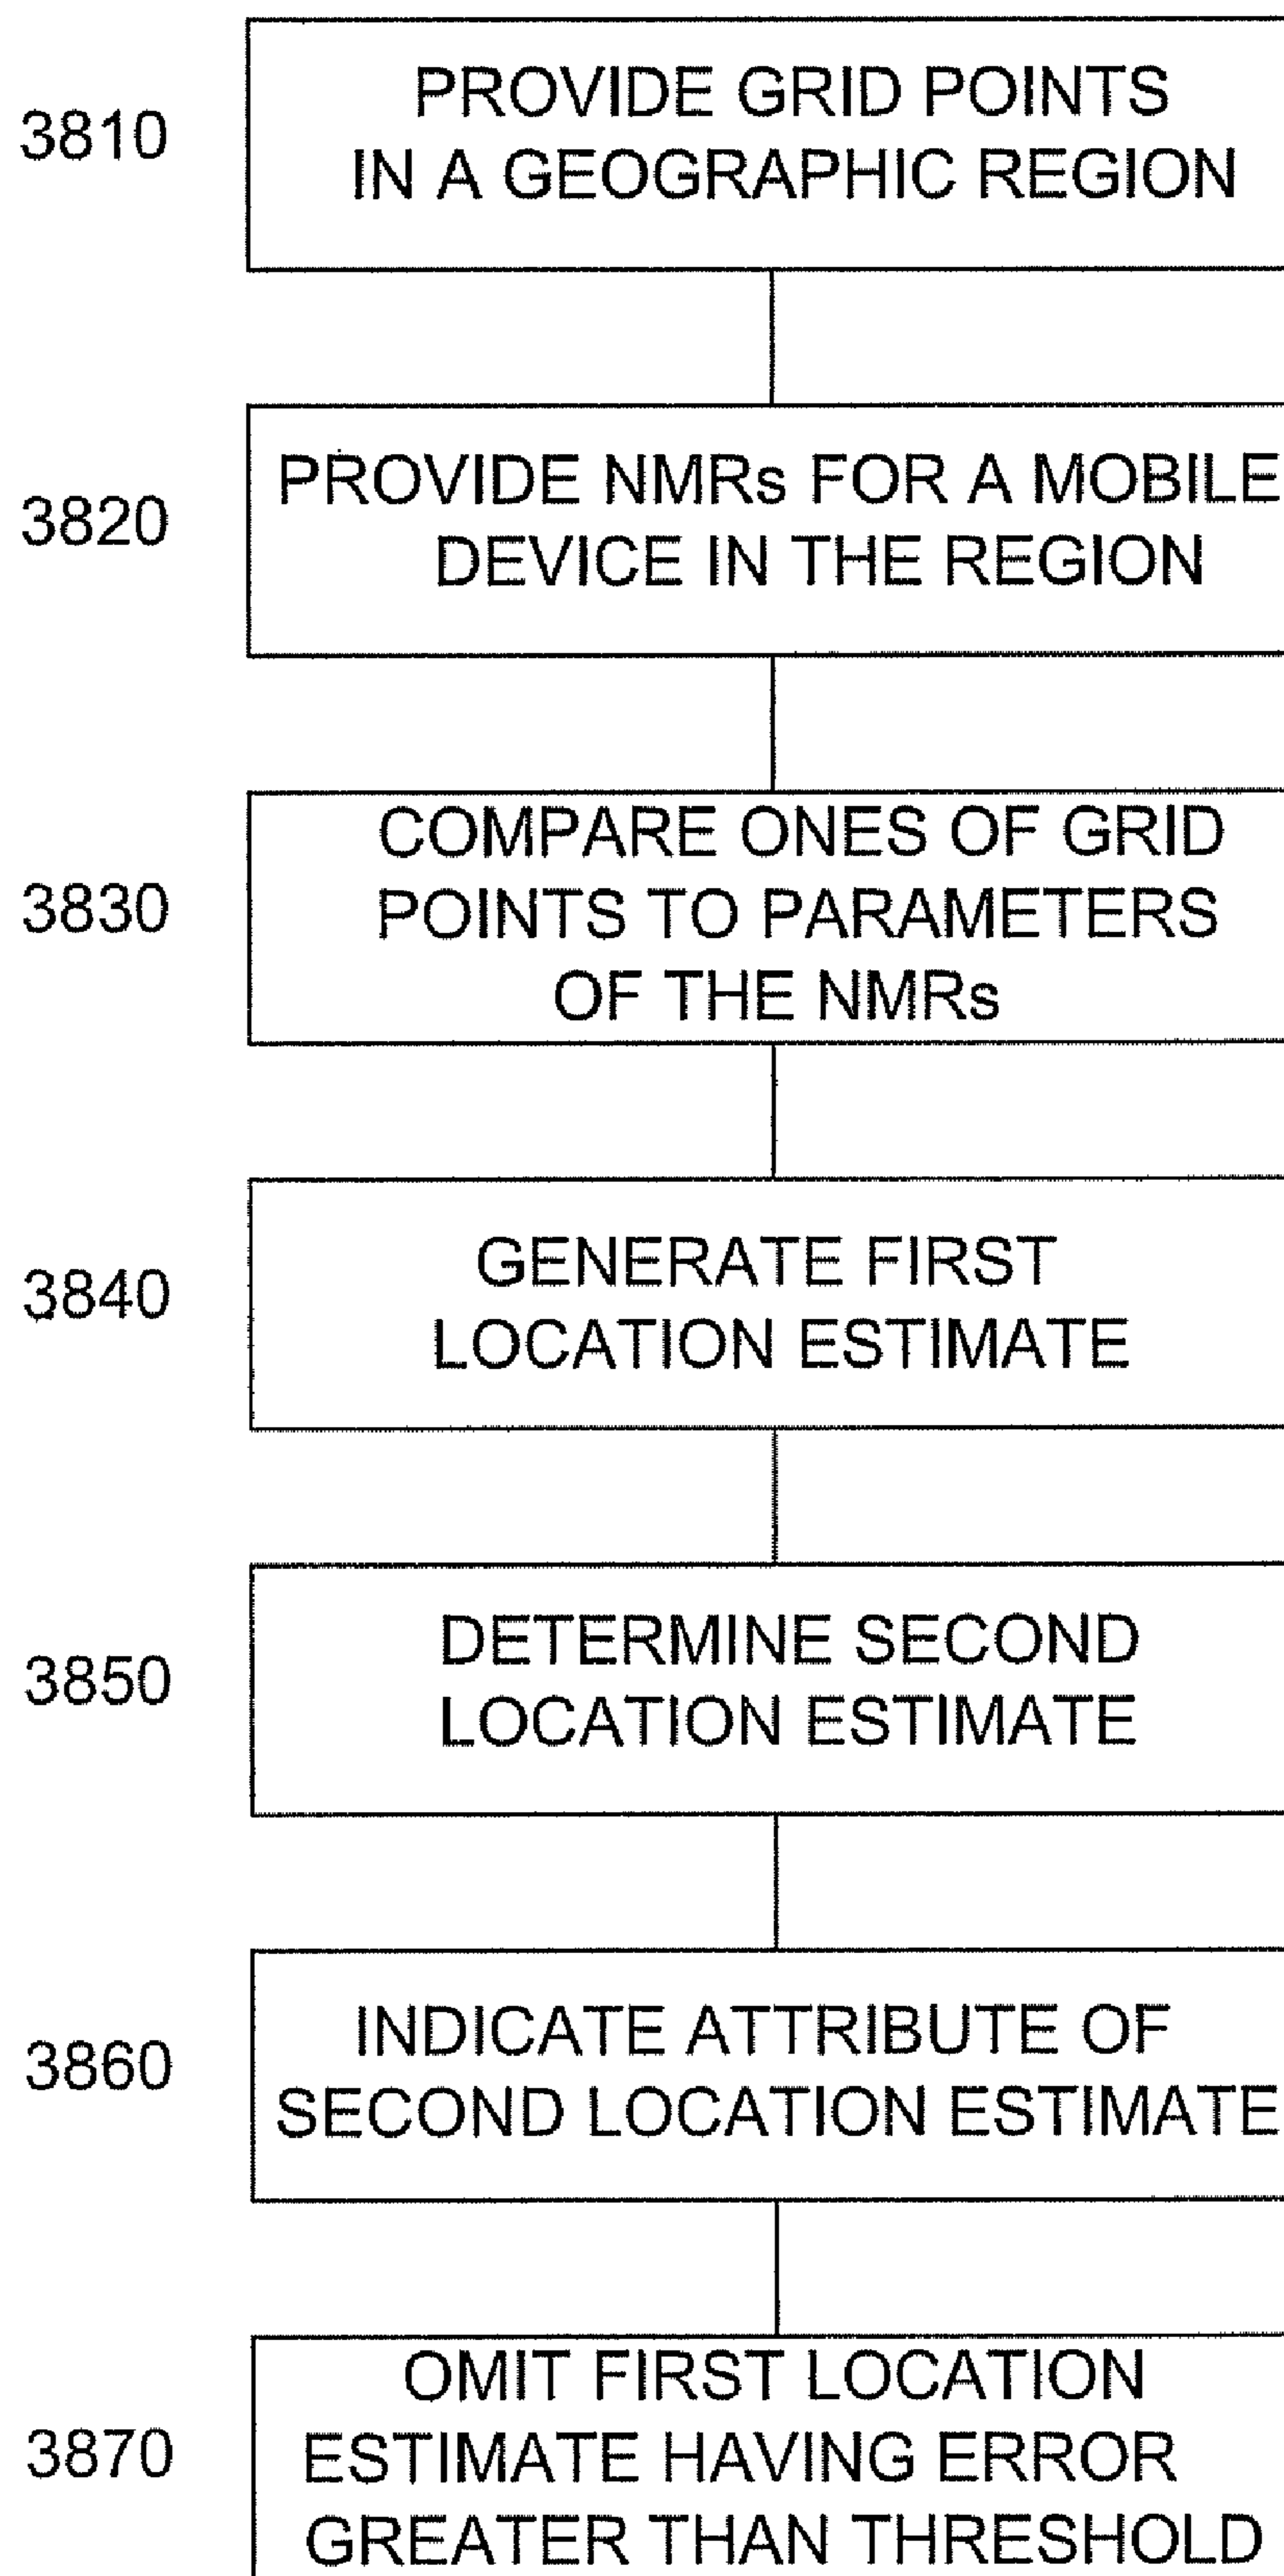 3810
PROVIDE GRID POINTS
IN A GEOGRAPHIC REGION
3820
PROVIDE NMRs FOR A MOBILE
DEVICE IN THE REGION
3830
COMPARE ONES OF GRID
POINTS TO PARAMETERS
OF THE NMRs
3840
GENERATE FIRST
LOCATION ESTIMATE
3850
DETERMINE SECOND
LOCATION ESTIMATE
3860
INDICATE ATTRIBUTE OF
SECOND LOCATION ESTIMATE
3870
OMIT FIRST LOCATION
ESTIMATE HAVING ERROR
GREATER THAN THRESHOLD